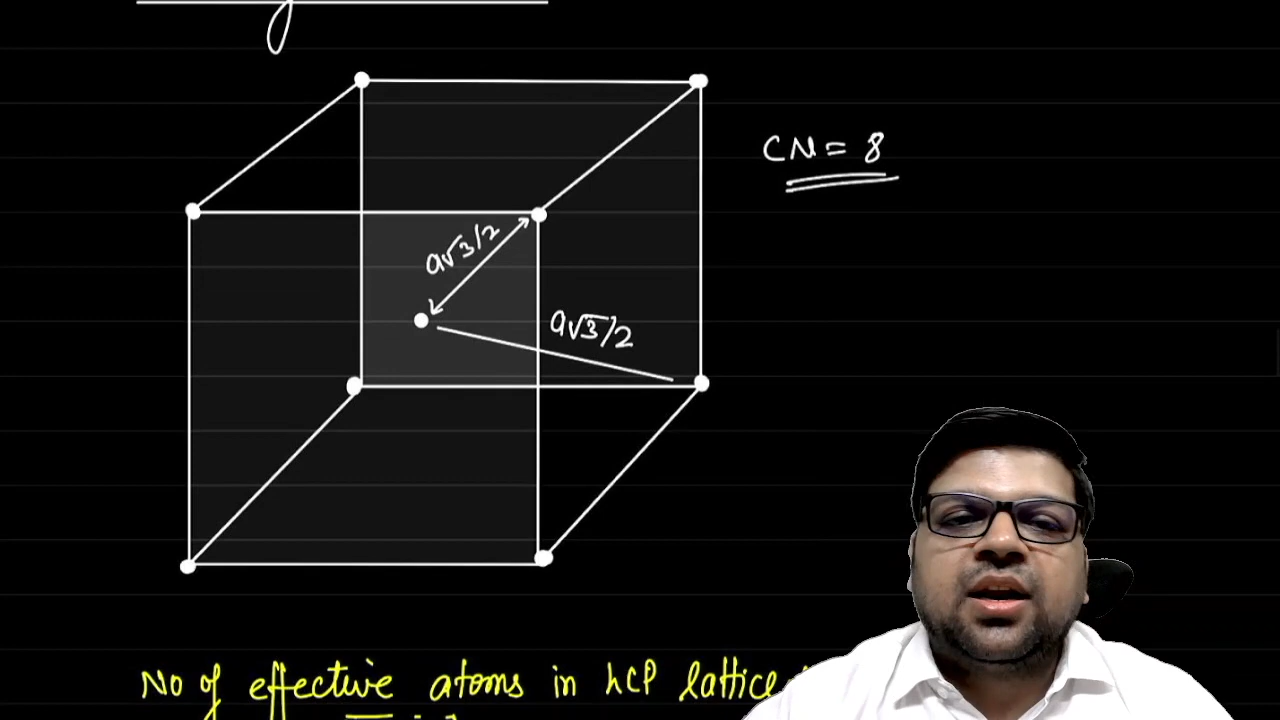 CN = 8
a√3/2
a√3/2
No of effective atoms in hCP lattice